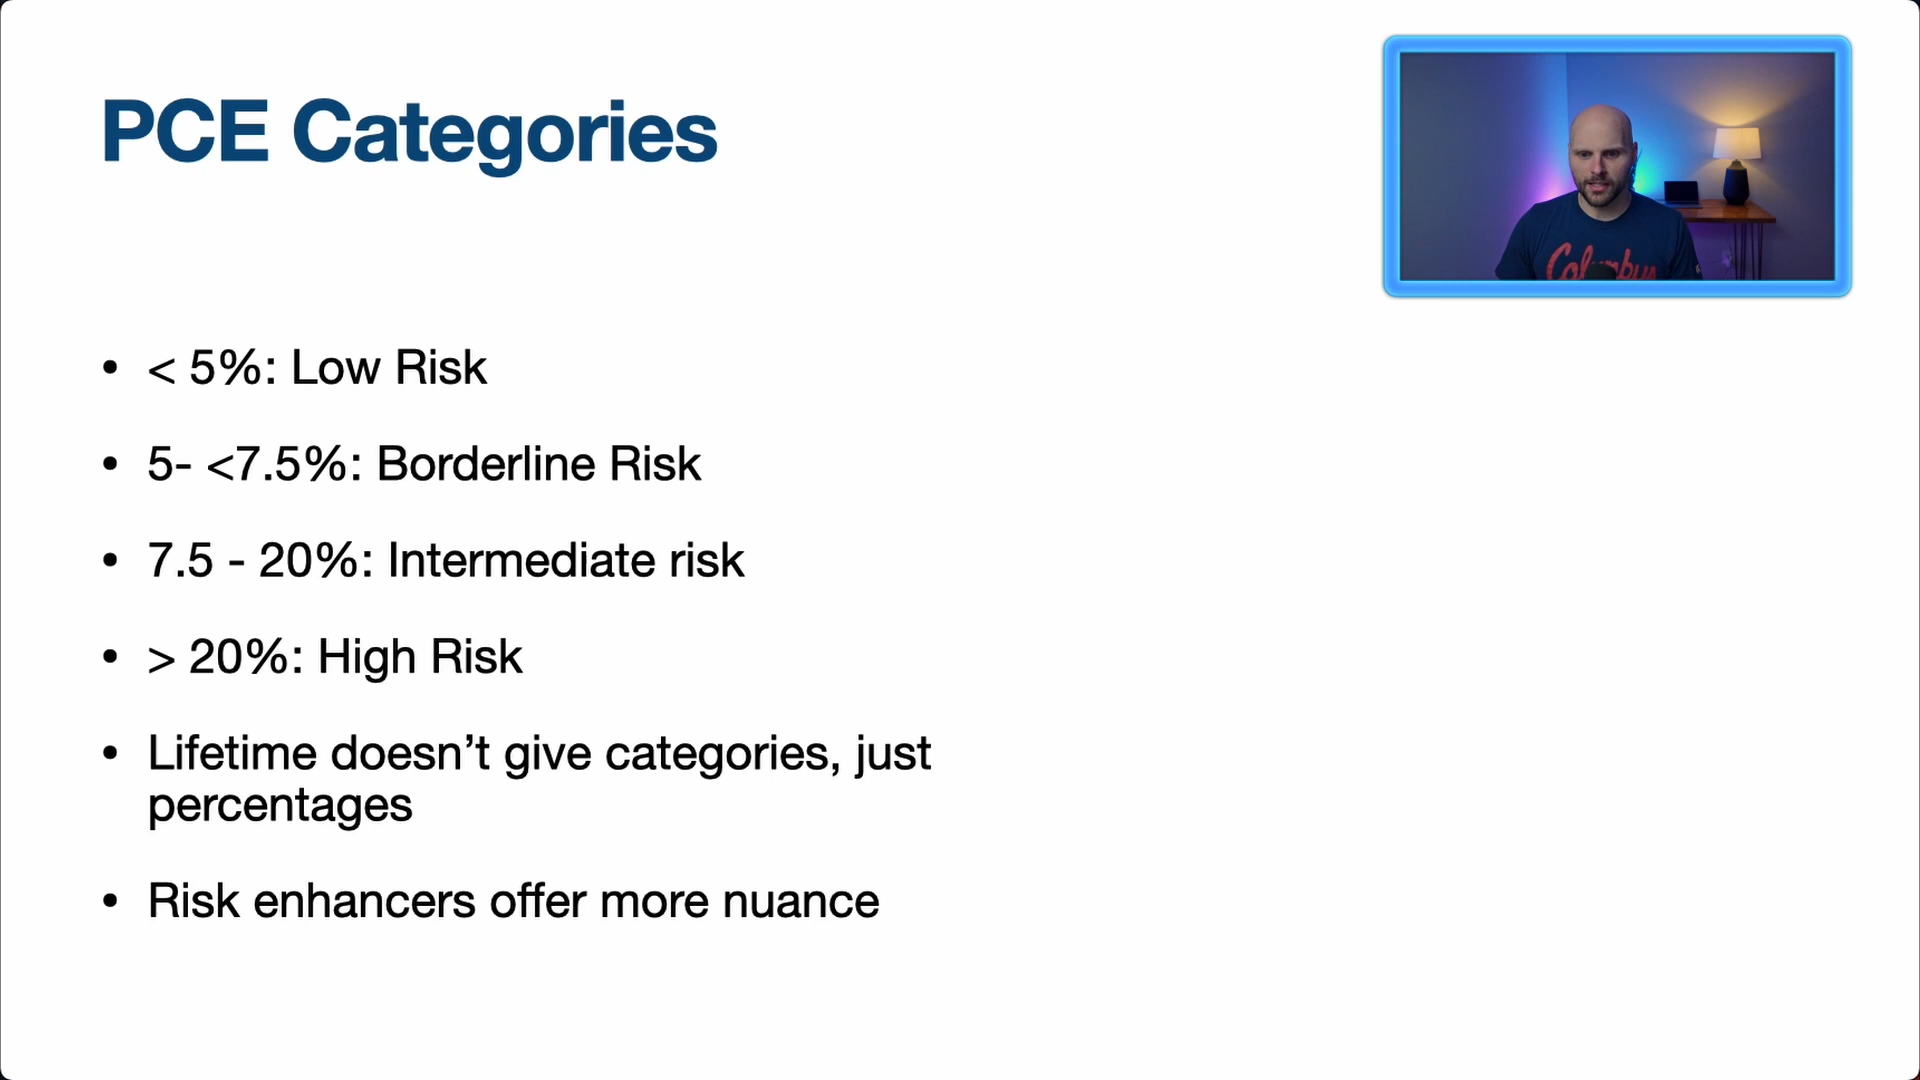 PCE Categories
Columbus
• < 5%: Low Risk
• 5- <7.5%: Borderline Risk
• 7.5 - 20%: Intermediate risk
• > 20%: High Risk
• Lifetime doesn’t give categories, just
percentages
• Risk enhancers offer more nuance